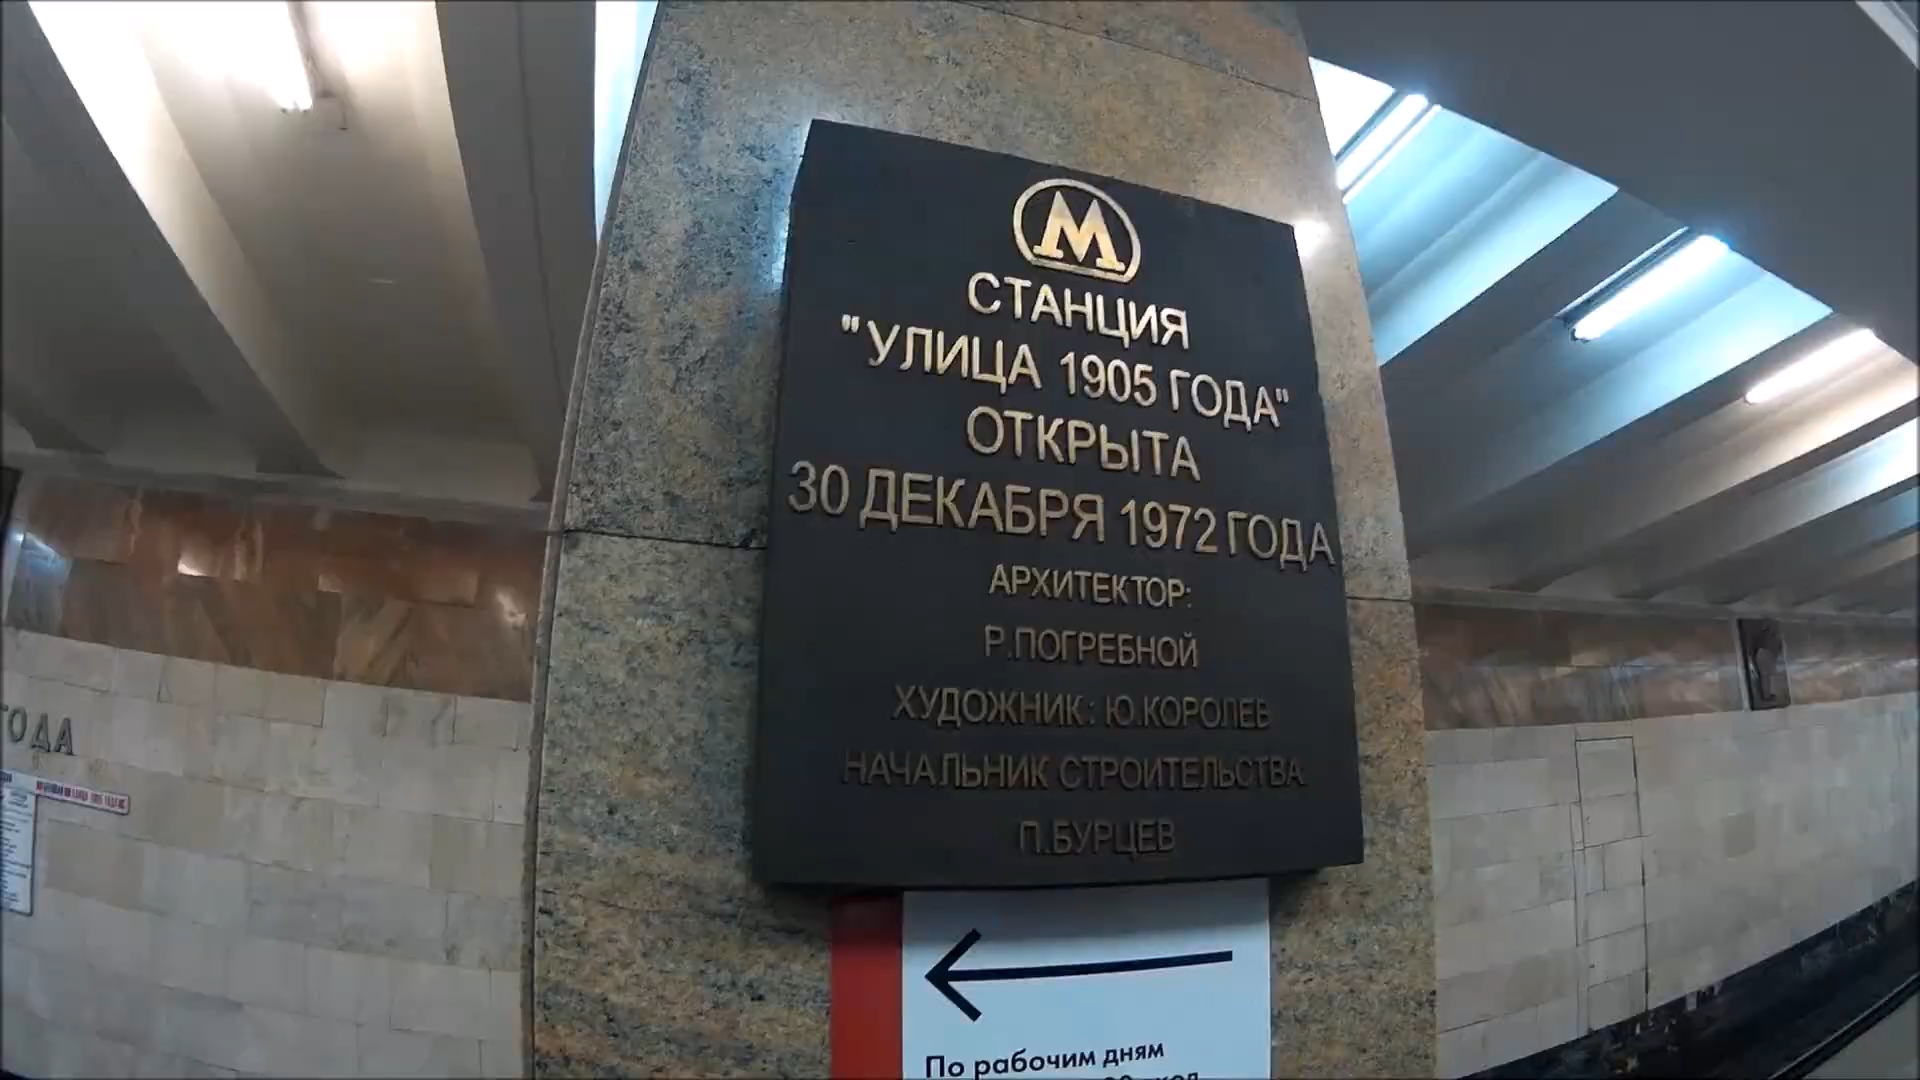 М
СТАНЦИЯ
"УЛИЦА 1905 ГОДА"
ОТКРЫТА
30 ДЕКАБРЯ 1972 ГОДА
АРХИТЕКТОР:
Р.ПОГРЕБНОЙ
ХУДОЖНИК: Ю.КОРОЛЕВ
НАЧАЛЬНИК СТРОИТЕЛЬСТВА
П.БУРЦЕВ
По рабочим дням
ГОДА